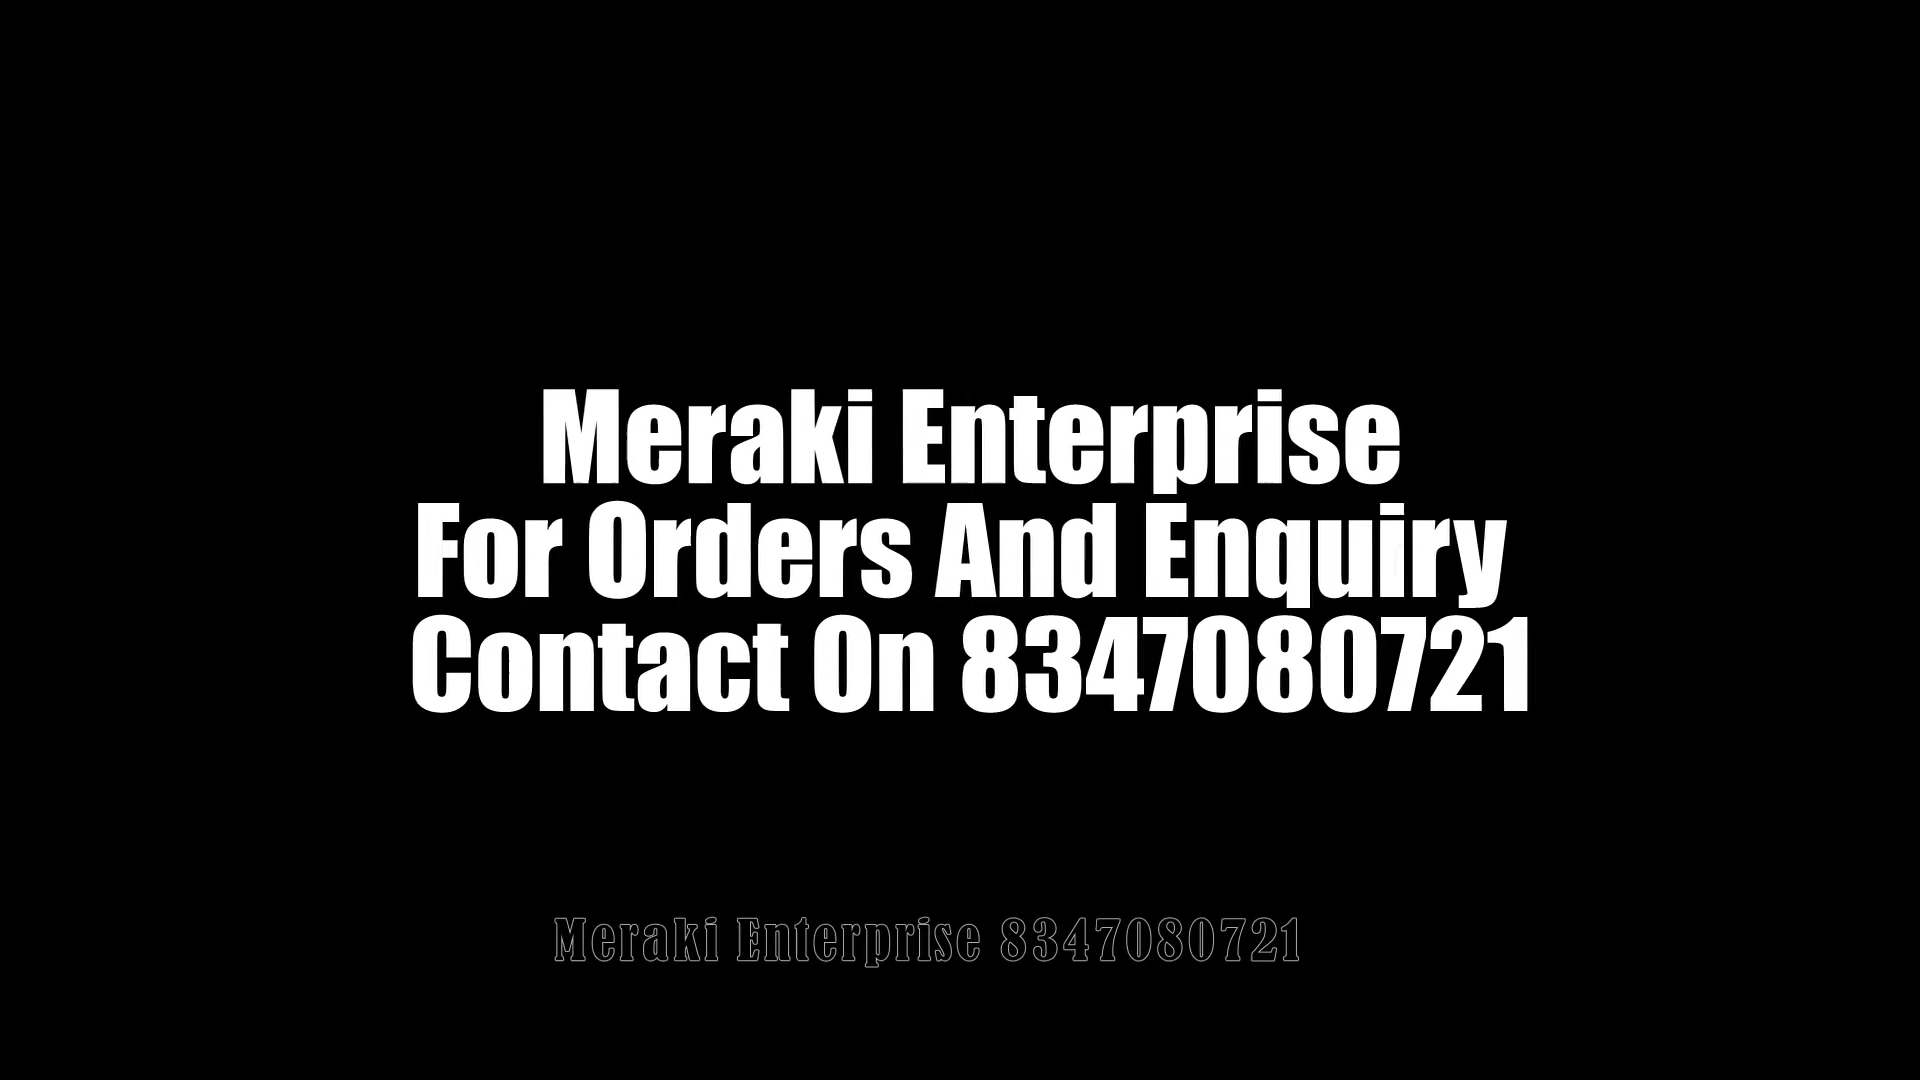 Meraki Enterprise
For Orders And Enquiry
Contact On 8347080721
Meraki Enterprise 8347080721